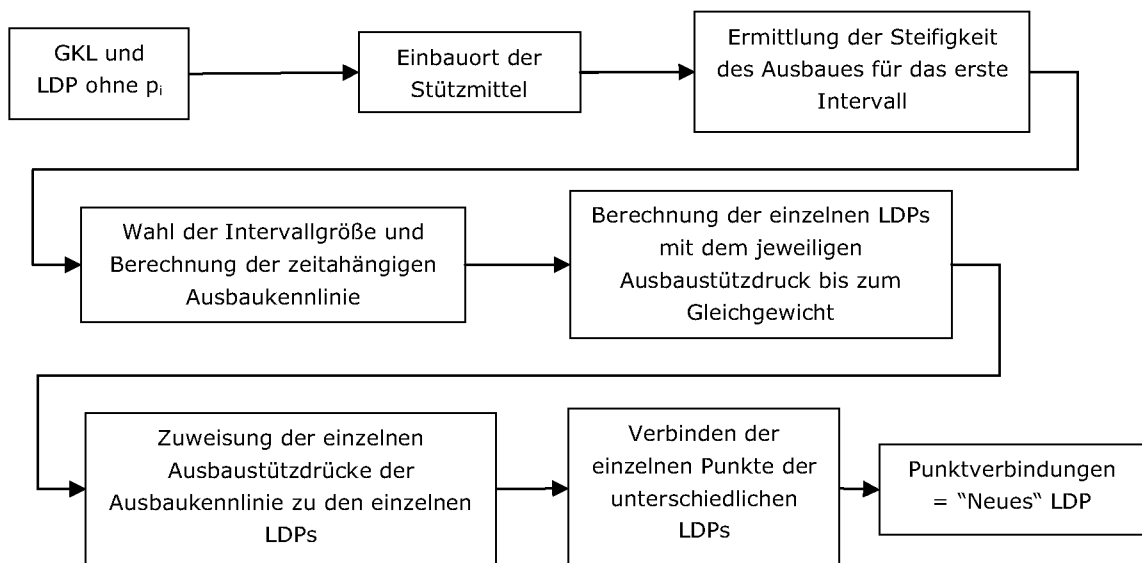 GKL und
LDP ohne pᵢ
Einbauort der
Stützmittel
Ermittlung der Steifigkeit
des Ausbaues für das erste
Intervall
Wahl der Intervallgröße und
Berechnung der zeitahängigen
Ausbaukennlinie
Berechnung der einzelnen LDPs
mit dem jeweiligen
Ausbaustützdruck bis zum
Gleichgewicht
Zuweisung der einzelnen
Ausbaustützdrücke der
Ausbaukennlinie zu den einzelnen
LDPs
Verbinden der
einzelnen Punkte der
unterschiedlichen
LDPs
Punktverbindungen
= “Neues“ LDP